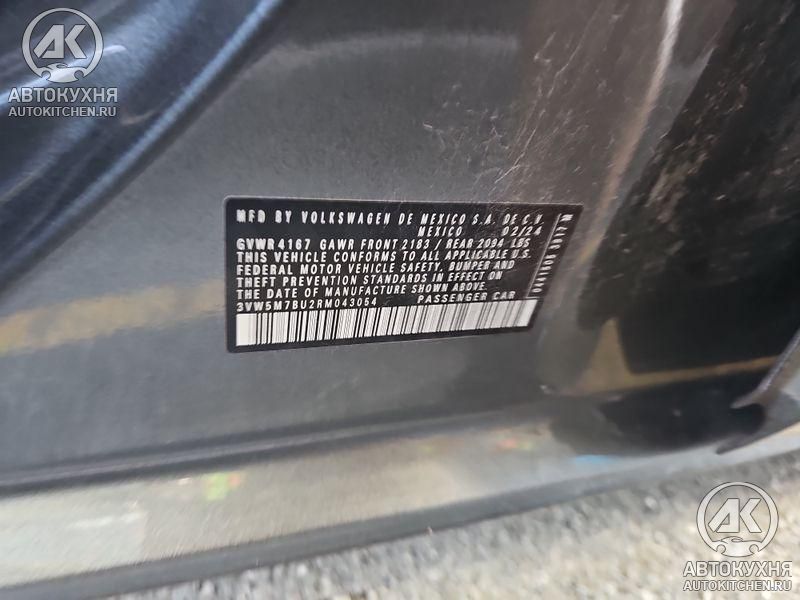 АК
АВТОКУХНЯ
AUTOKITCHEN.RU
MFD BY VOLKSWAGEN DE MEXICO S.A. DE C.V.
MEXICO 02/24
GVWR 4167 GAWR FRONT 2183 / REAR 2094 LBS
THIS VEHICLE CONFORMS TO ALL APPLICABLE U.S.
FEDERAL MOTOR VEHICLE SAFETY, BUMPER AND
THEFT PREVENTION STANDARDS IN EFFECT ON
THE DATE OF MANUFACTURE SHOWN ABOVE.
3VW5M7BU2RM043054 PASSENGER CAR
АК
АВТОКУХНЯ
AUTOKITCHEN.RU